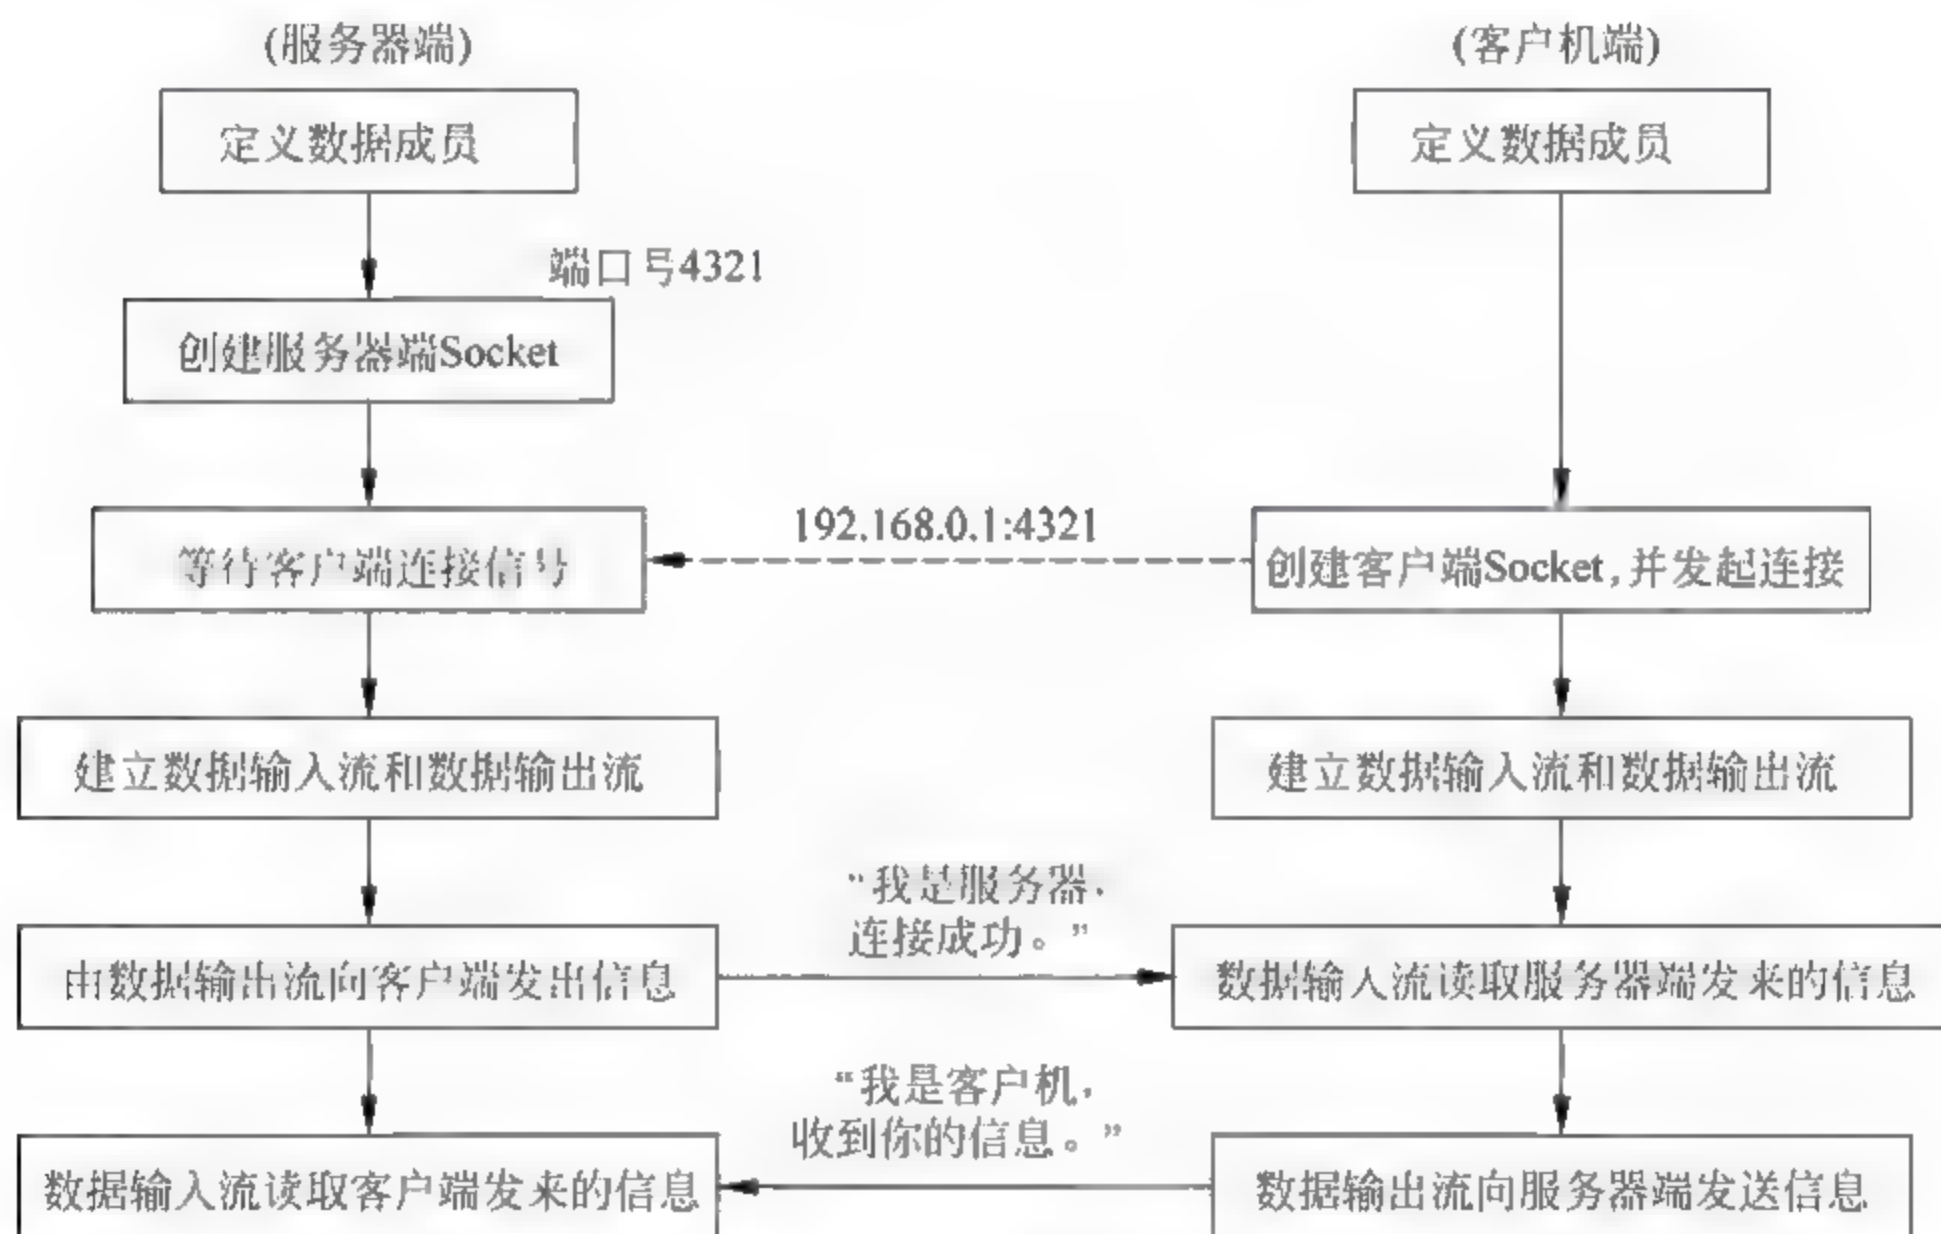 (服务器端)
(客户机端)
定义数据成员
定义数据成员
端口号4321
创建服务器端Socket
192.168.0.1:4321
等待客户端连接信号
创建客户端Socket,并发起连接
建立数据输入流和数据输出流
建立数据输入流和数据输出流
“我是服务器,
连接成功。”
由数据输出流向客户端发出信息
数据输入流读取服务器端发来的信息
“我是客户机,
收到你的信息。”
数据输入流读取客户端发来的信息
数据输出流向服务器端发送信息